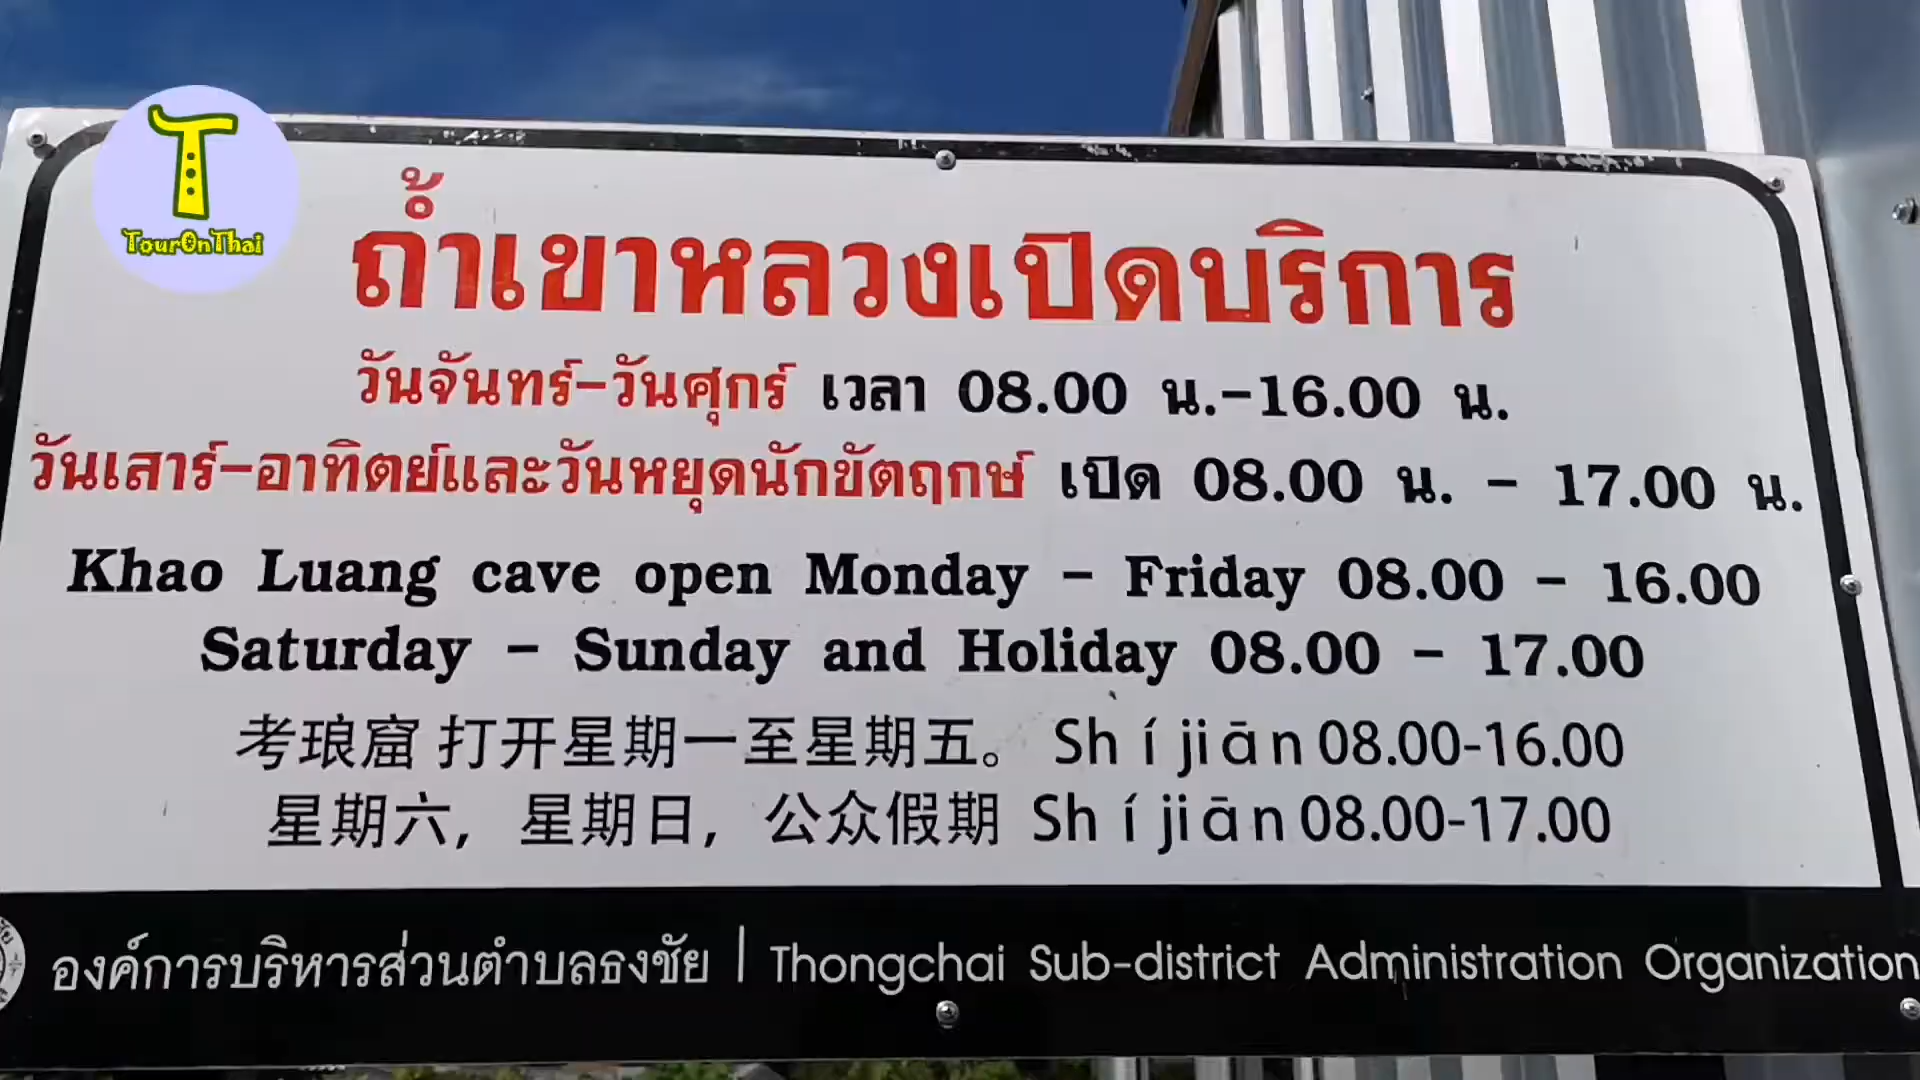 TourOnThai
ถ้ำเขาหลวงเปิดบริการ
วันจันทร์-วันศุกร์ เวลา 08.00 น.-16.00 น.
วันเสาร์-อาทิตย์และวันหยุดนักขัตฤกษ์ เปิด 08.00 น. - 17.00 น.
Khao Luang cave open Monday - Friday 08.00 - 16.00
Saturday - Sunday and Holiday 08.00 - 17.00
考琅窟 打开星期一至星期五。 Shíjiān 08.00-16.00
星期六，星期日，公众假期 Shíjiān 08.00-17.00
องค์การบริหารส่วนตำบลธงชัย | Thongchai Sub-district Administration Organization